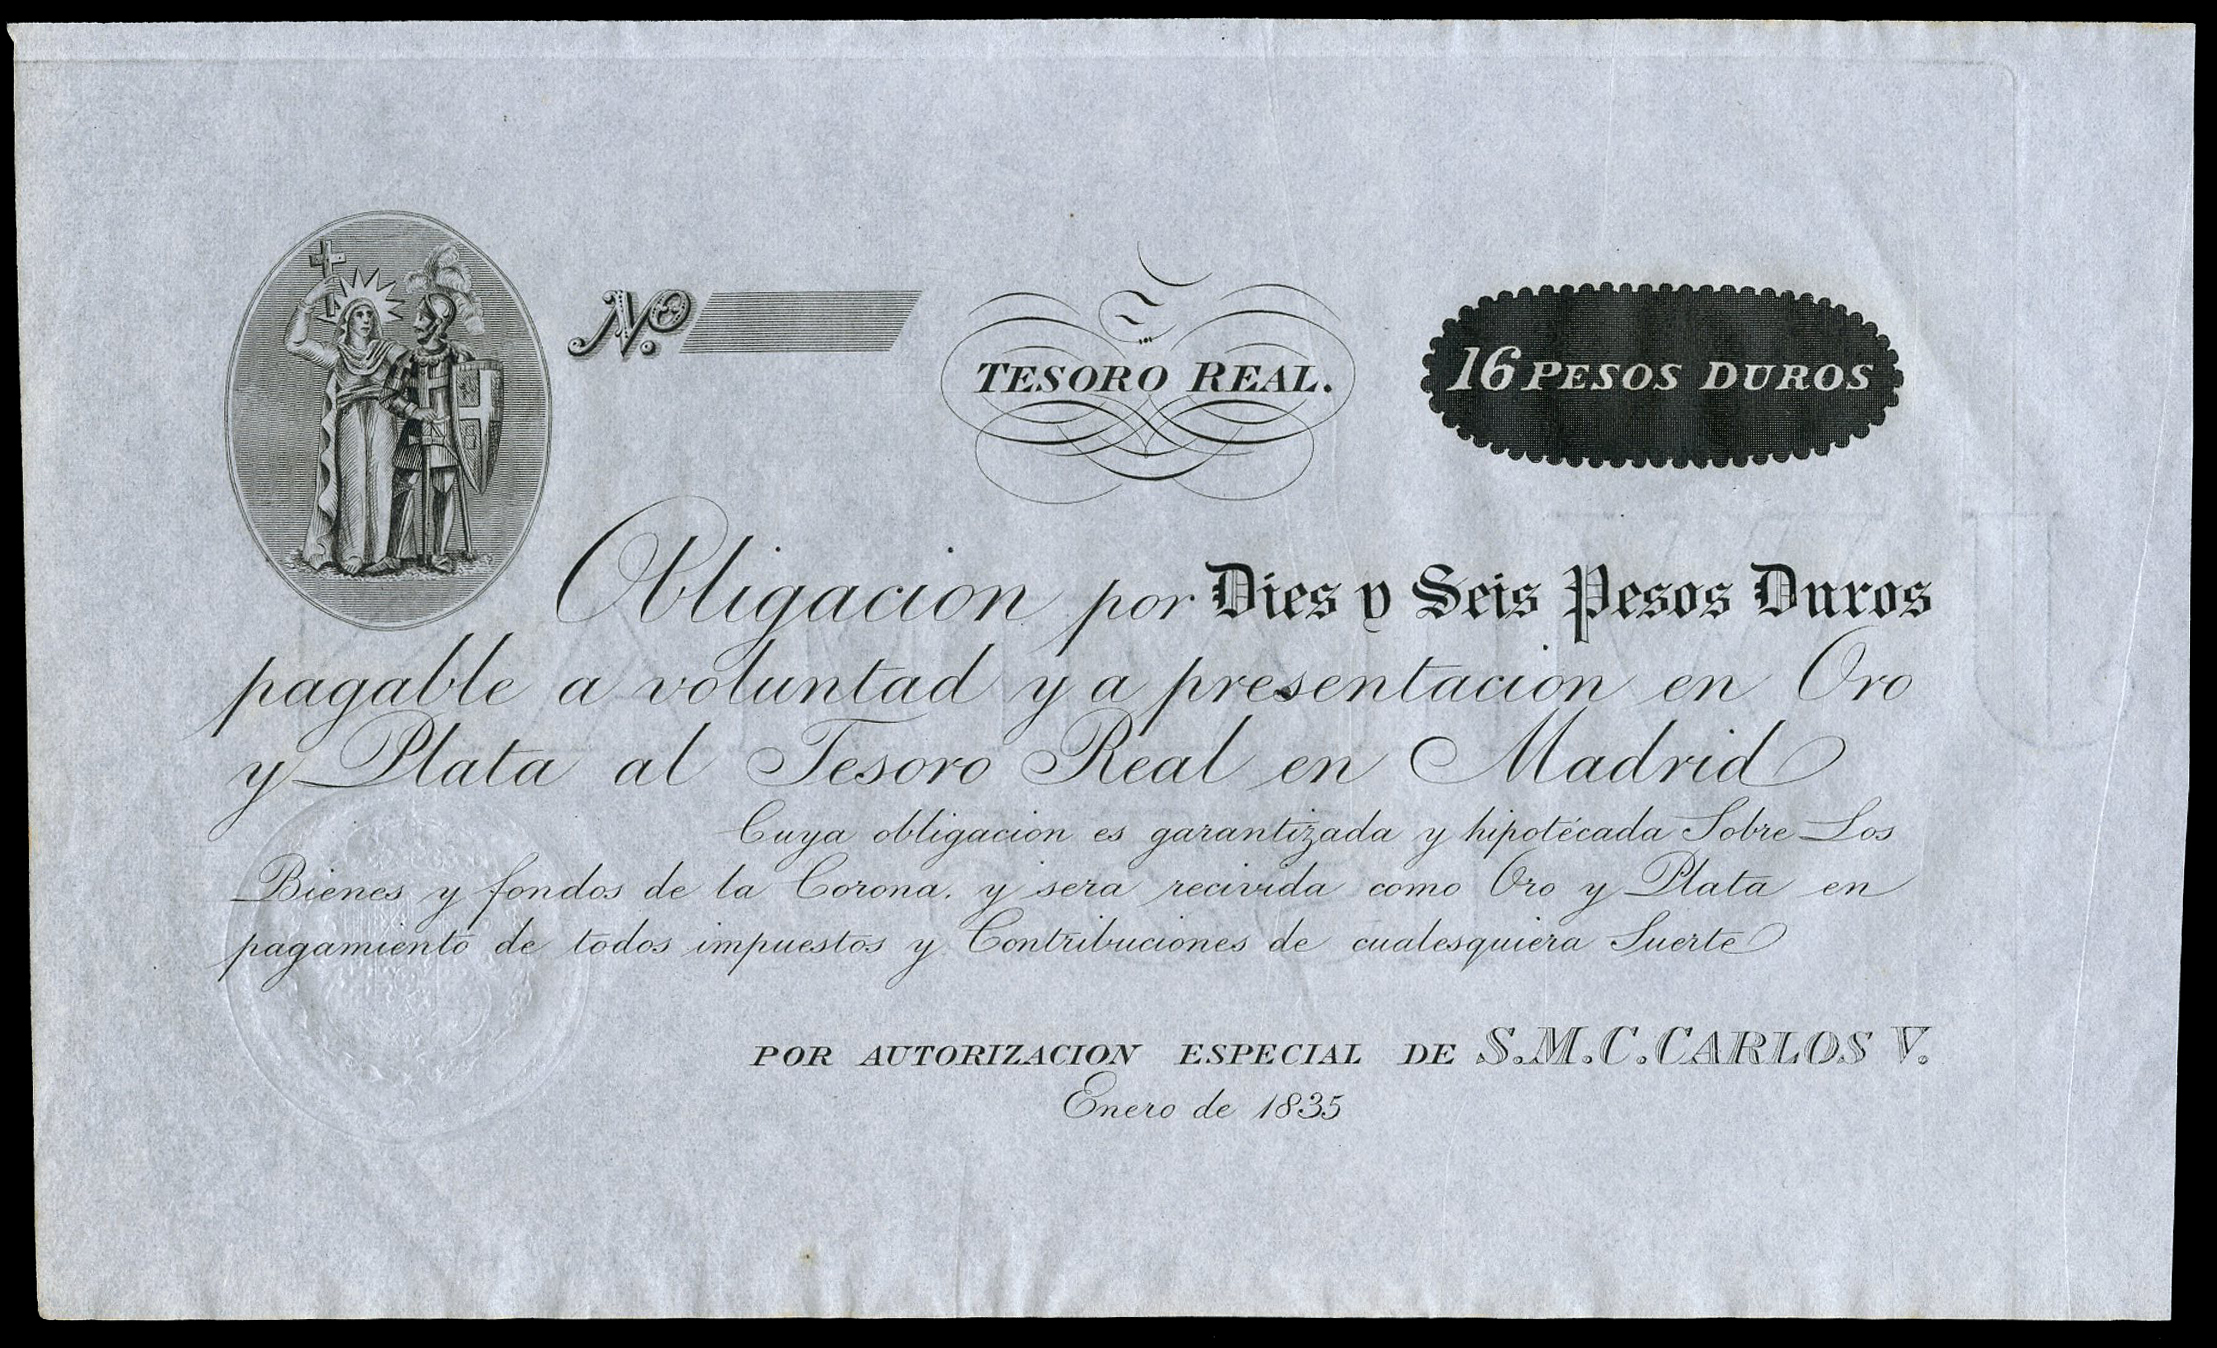 No.
TESORO REAL.
16 PESOS DUROS
Obligacion por Dies y Seis Pesos Duros
pagable a voluntad y a presentacion en Oro
y Plata al Tesoro Real en Madrid
Cuya obligacion es garantizada y hipotécada Sobre Los
Bienes y fondos de la Corona. y sera recivida como Oro y Plata en
pagamiento de todos impuestos y Contribuciones de cualesquiera Suerte
POR AUTORIZACION ESPECIAL DE S.M.C. CARLOS V.
Enero de 1835